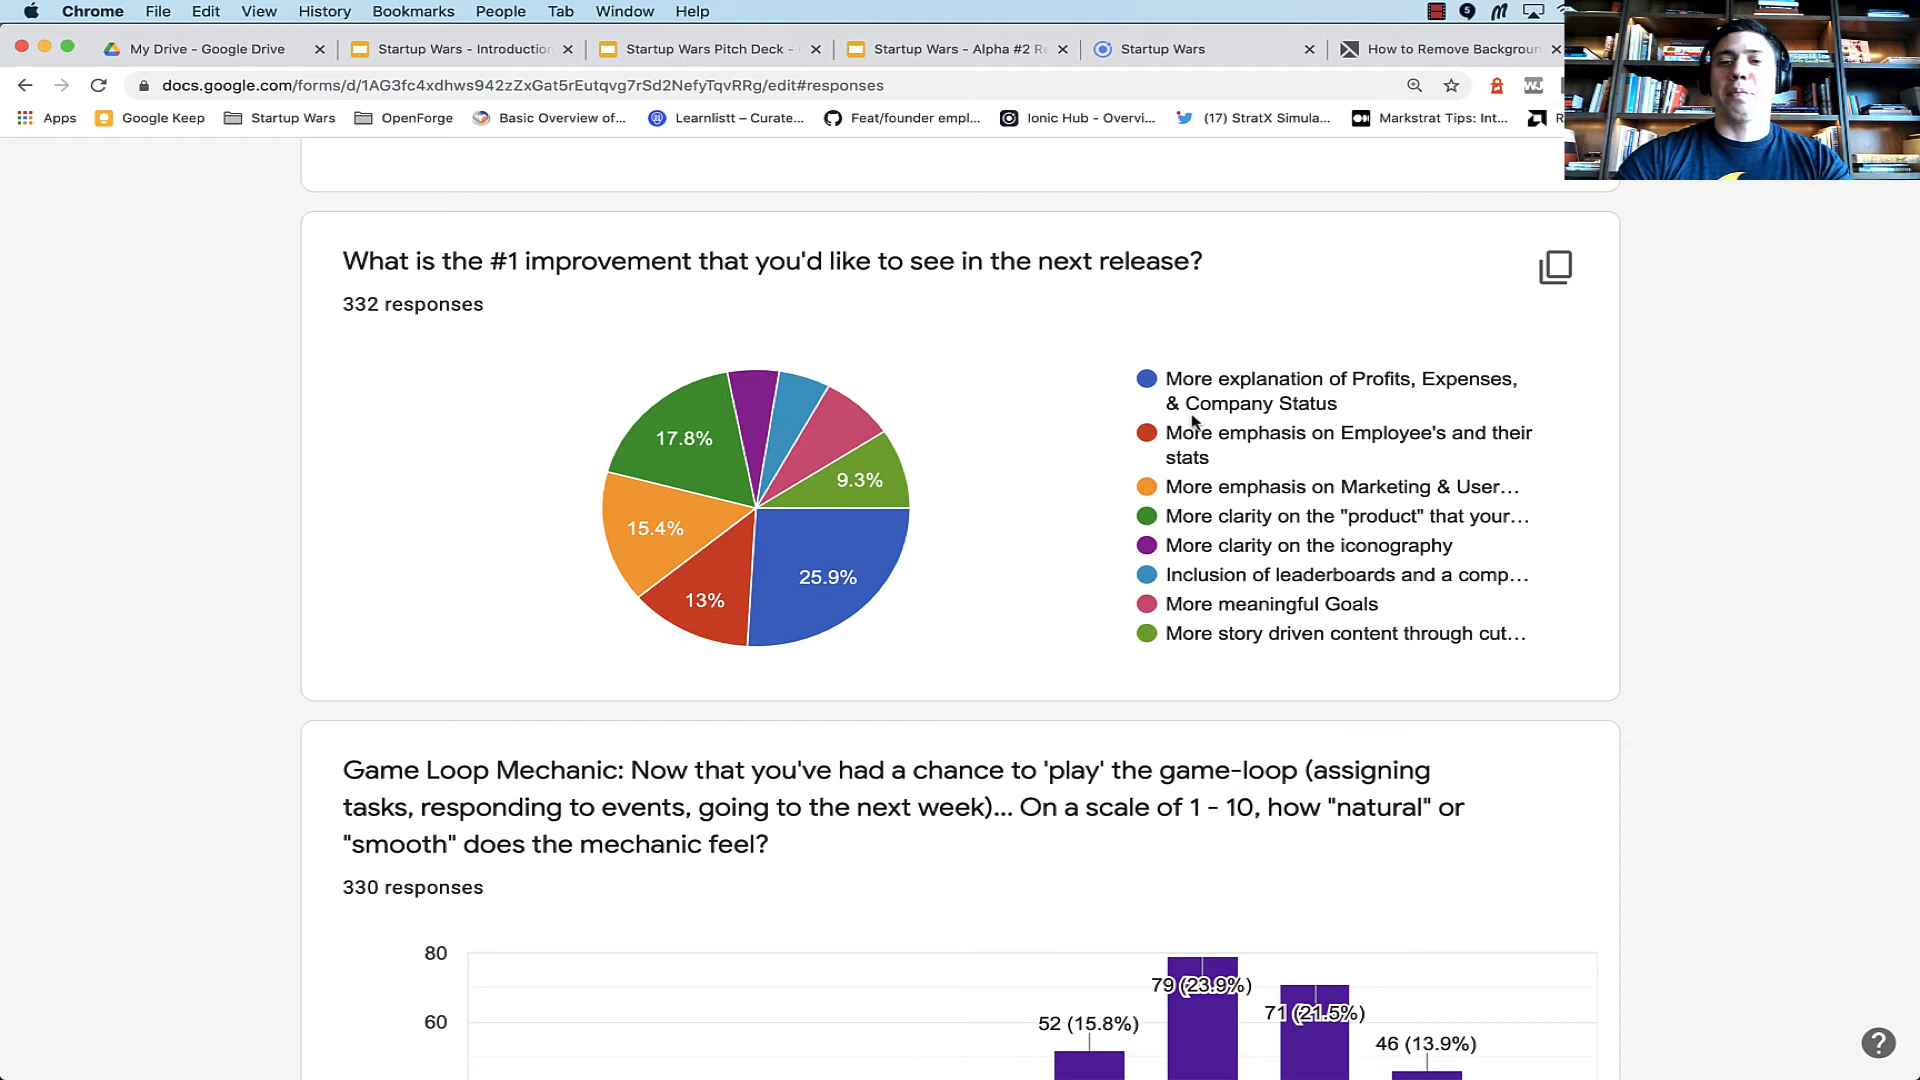 Chrome File Edit View History Bookmarks People Tab Window Help
My Drive - Google Drive
Startup Wars - Introduction
Startup Wars Pitch Deck -
Startup Wars - Alpha #2 Re
Startup Wars
How to Remove Backgroun
docs.google.com/forms/d/1AG3fc4xdhws942zZxGat5rEutqvg7rSd2NefyTqvRRg/edit#responses
Apps
Google Keep
Startup Wars
OpenForge
Basic Overview of...
Learnlistt – Curate...
Feat/founder empl...
Ionic Hub - Overvi...
(17) StratX Simula...
Markstrat Tips: Int...
What is the #1 improvement that you'd like to see in the next release?
332 responses
17.8%
9.3%
15.4%
25.9%
13%
More explanation of Profits, Expenses,
& Company Status
More emphasis on Employee's and their
stats
More emphasis on Marketing & User...
More clarity on the "product" that your...
More clarity on the iconography
Inclusion of leaderboards and a comp...
More meaningful Goals
More story driven content through cut...
Game Loop Mechanic: Now that you've had a chance to 'play' the game-loop (assigning
tasks, responding to events, going to the next week)... On a scale of 1 - 10, how "natural" or
"smooth" does the mechanic feel?
330 responses
80
79 (23.9%)
71 (21.5%)
60
52 (15.8%)
46 (13.9%)